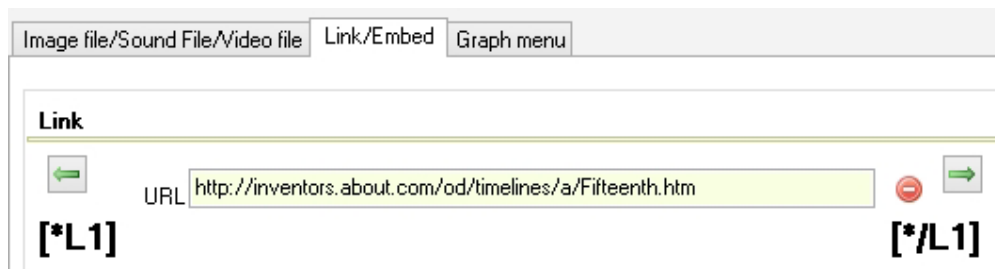 Image file/Sound File/Video file Link/Embed Graph menu
Link
URL http://inventors.about.com/od/timelines/a/Fifteenth.htm
[*L1] [*/L1]